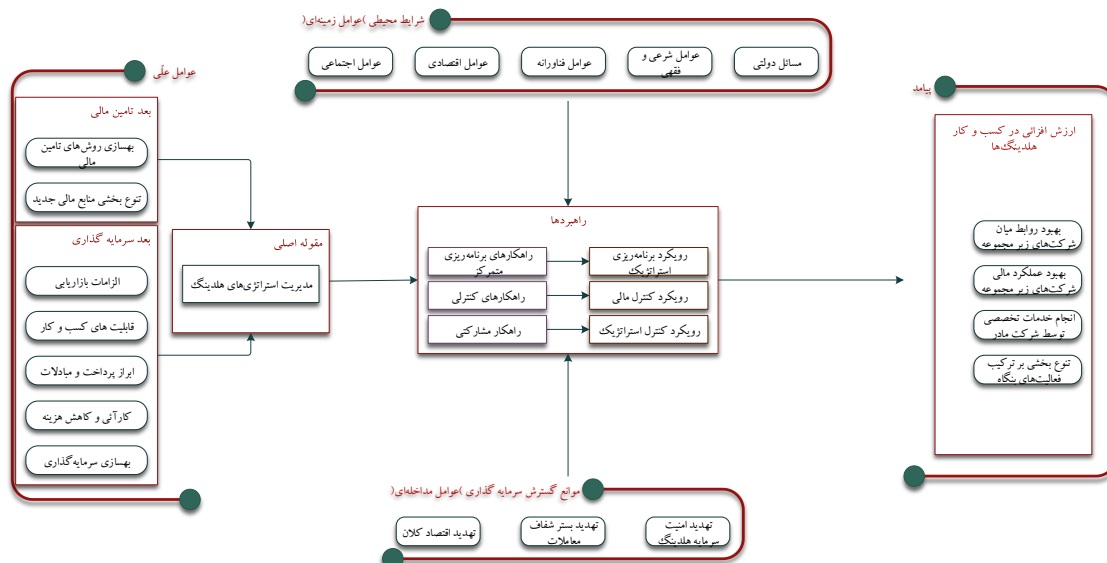 شرایط محیطی )عوامل زمینه‌ای(
مسائل دولتی
عوامل شرعی و
فقهی
عوامل فناورانه
عوامل اقتصادی
عوامل اجتماعی
عوامل علّی
بعد تامین مالی
بهسازی روش‌های تامین
مالی
تنوع بخشی منابع مالی جدید
بعد سرمایه گذاری
الزامات بازاریابی
قابلیت های کسب و کار
ابراز پرداخت و مبادلات
کارآئی و کاهش هزینه
بهسازی سرمایه‌گذاری
مقوله اصلی
مدیریت استراتژی‌های هلدینگ
راهبردها
راهکارهای برنامه‌ریزی
متمرکز
رویکرد برنامه‌ریزی
استراتژیک
راهکارهای کنترلی
رویکرد کنترل مالی
راهکار مشارکتی
رویکرد کنترل استراتژیک
پیامد
ارزش افزائی در کسب و کار
هلدینگ‌ها
بهبود روابط میان
شرکت‌های زیر مجموعه
بهبود عملکرد مالی
شرکت‌های زیر مجموعه
انجام خدمات تخصصی
توسط شرکت مادر
تنوع بخشی بر ترکیب
فعالیت‌های بنگاه
موانع گسترش سرمایه گذاری )عوامل مداخله‌ای(
تهدید امنیت
سرمایه هلدینگ
تهدید بستر شفاف
معاملات
تهدید اقتصاد کلان